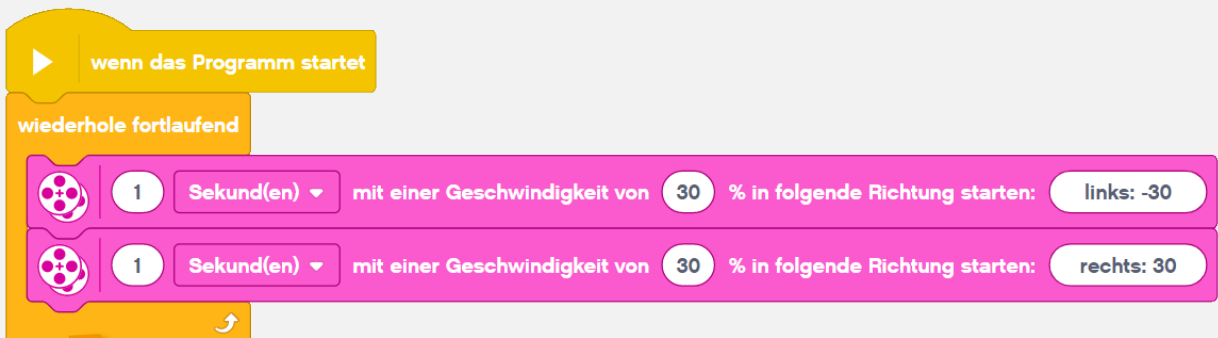 wenn das Programm startet
wiederhole fortlaufend
1 Sekund(en) mit einer Geschwindigkeit von 30 % in folgende Richtung starten: links: -30
1 Sekund(en) mit einer Geschwindigkeit von 30 % in folgende Richtung starten: rechts: 30